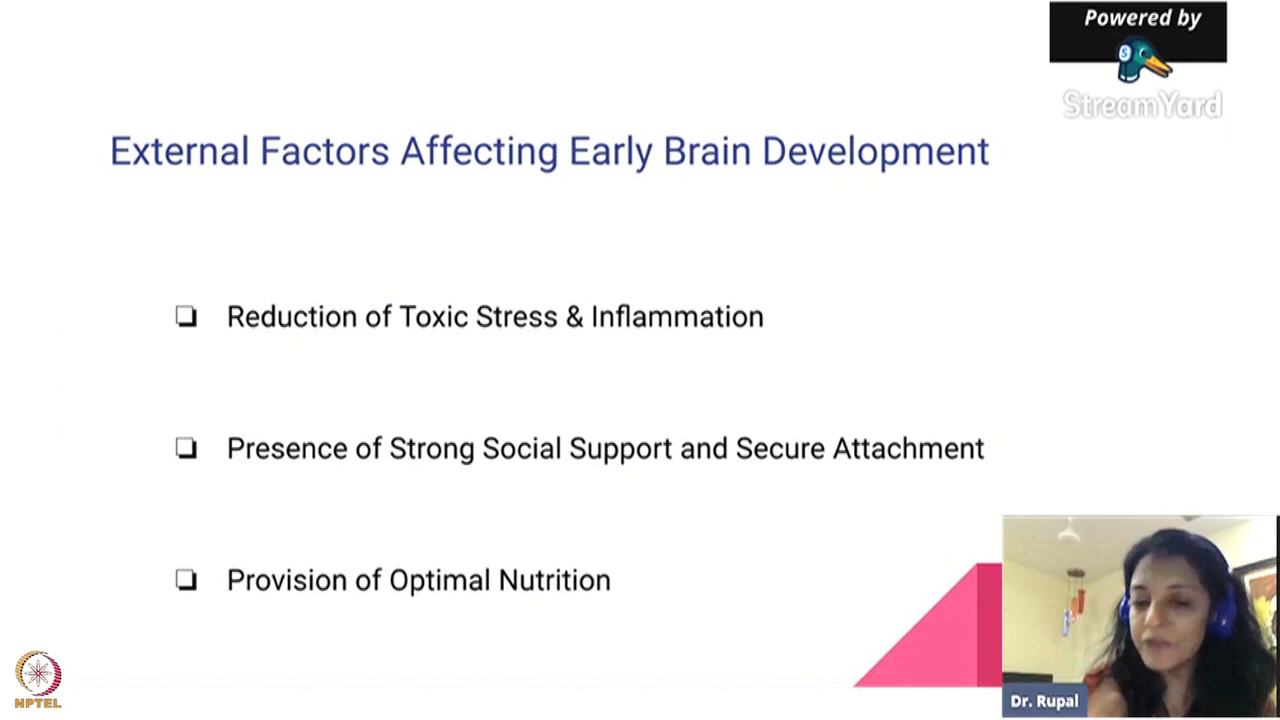 Powered by
S
StreamYard
External Factors Affecting Early Brain Development
Reduction of Toxic Stress & Inflammation
Presence of Strong Social Support and Secure Attachment
Provision of Optimal Nutrition
NPTEL
Dr. Rupal